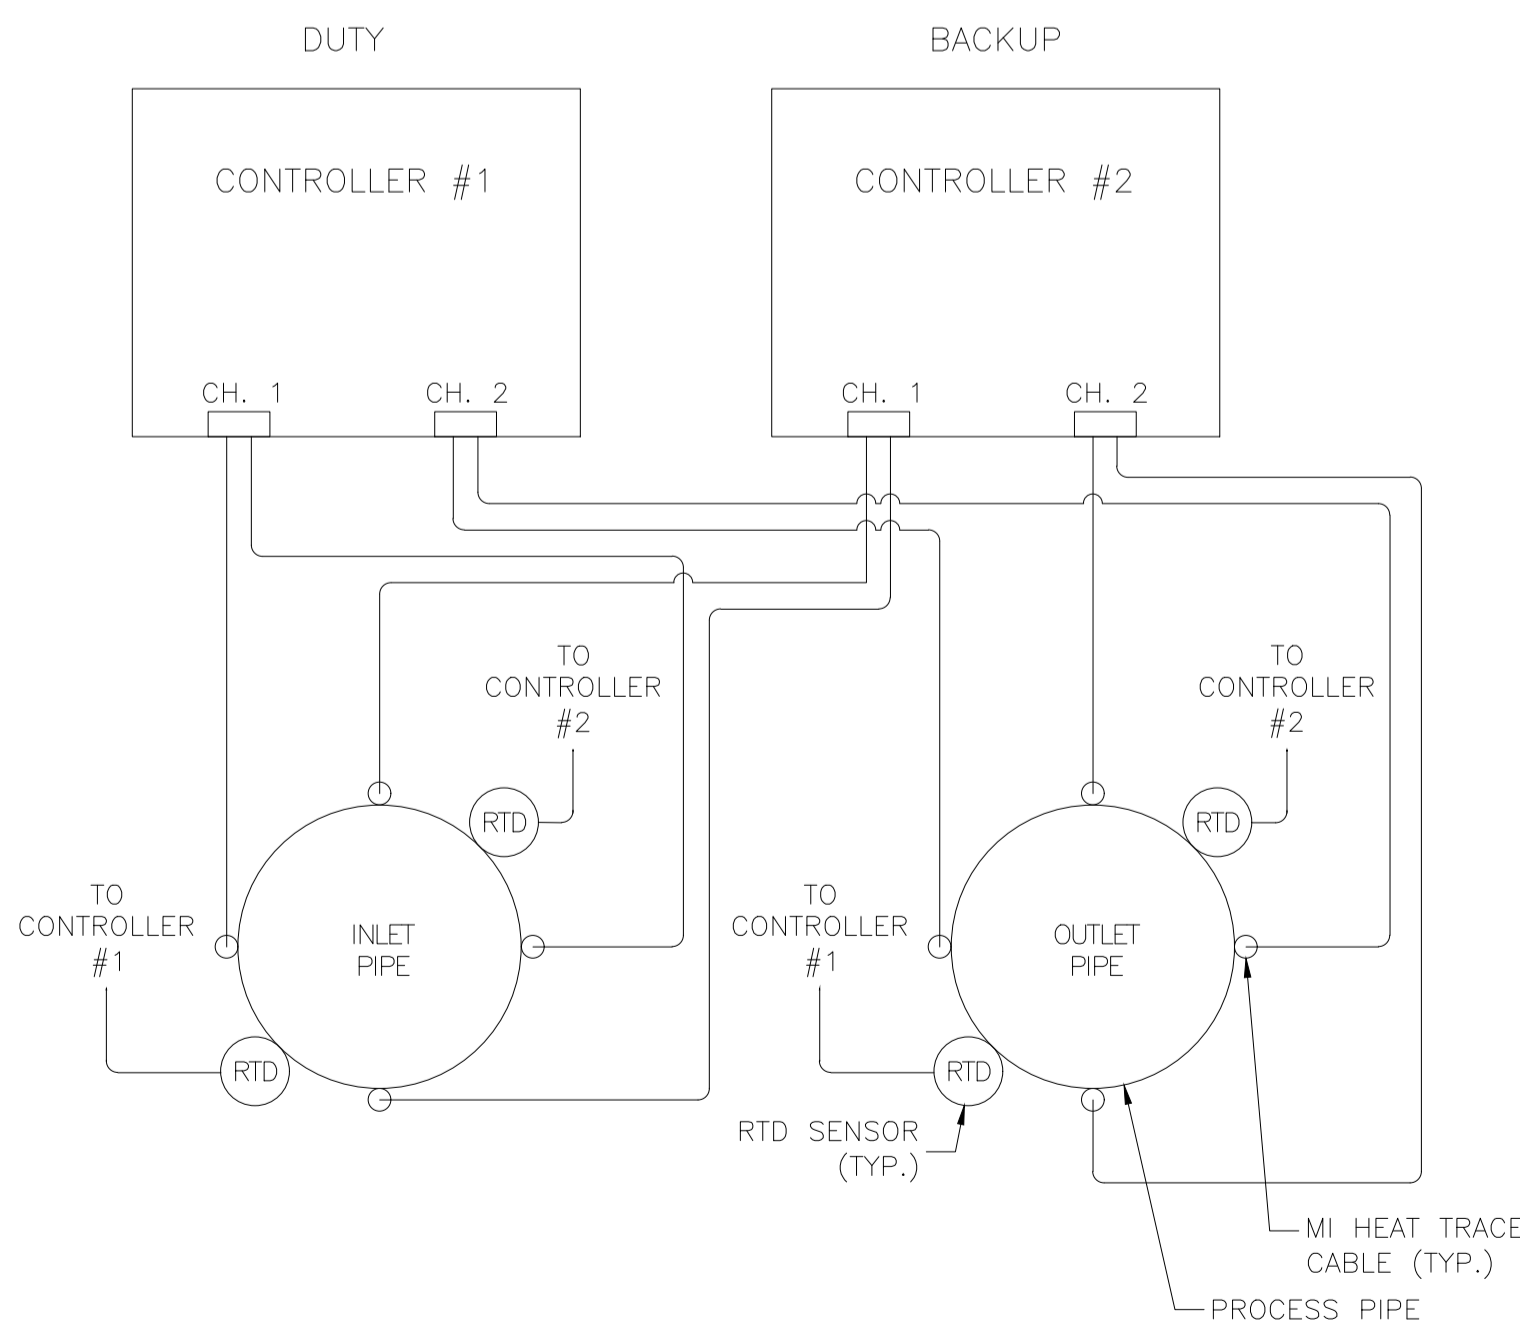 DUTY
BACKUP
CONTROLLER #1
CONTROLLER #2
CH. 1
CH. 2
CH. 1
CH. 2
TO
CONTROLLER
#2
TO
CONTROLLER
#2
RTD
RTD
TO
CONTROLLER
#1
INLET
PIPE
TO
CONTROLLER
#1
OUTLET
PIPE
RTD
RTD
RTD SENSOR
(TYP.)
MI HEAT TRACE
CABLE (TYP.)
PROCESS PIPE